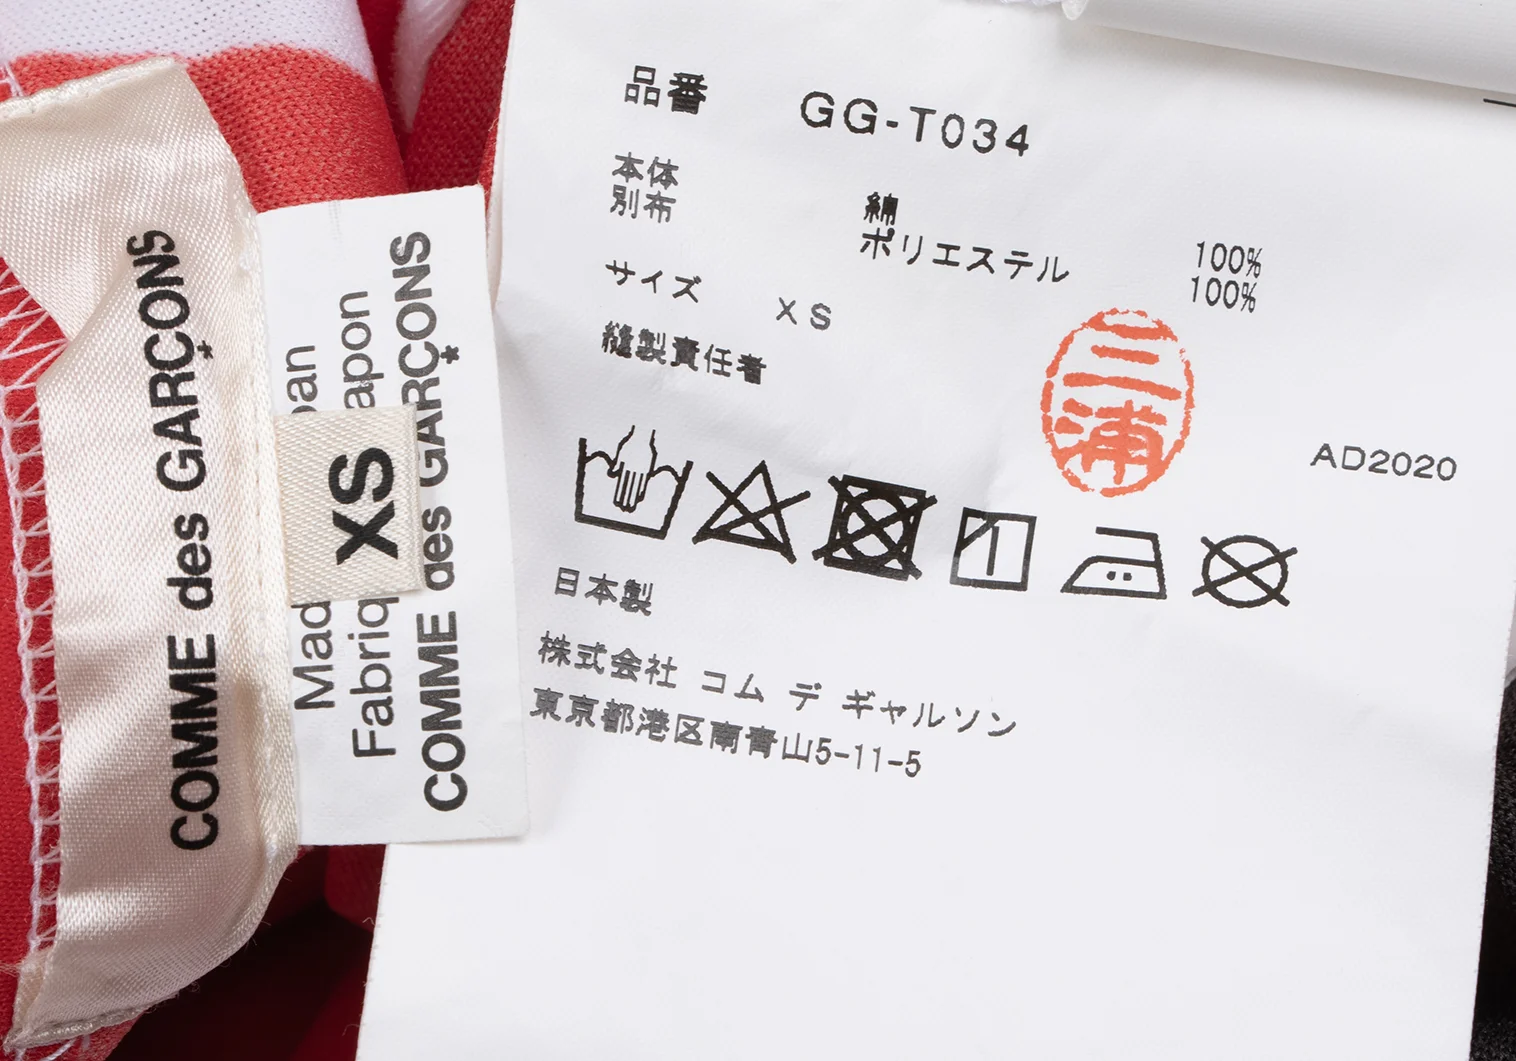 COMME des GARÇONS
*
XS
Mad
pan
Fabriq
apon
COMME des GARÇONS
*
品番 GG-T034
本体 綿 100%
別布 ポリエステル 100%
サイズ XS
縫製責任者
三浦
AD2020
日本製
株式会社 コム デ ギャルソン
東京都港区南青山5-11-5